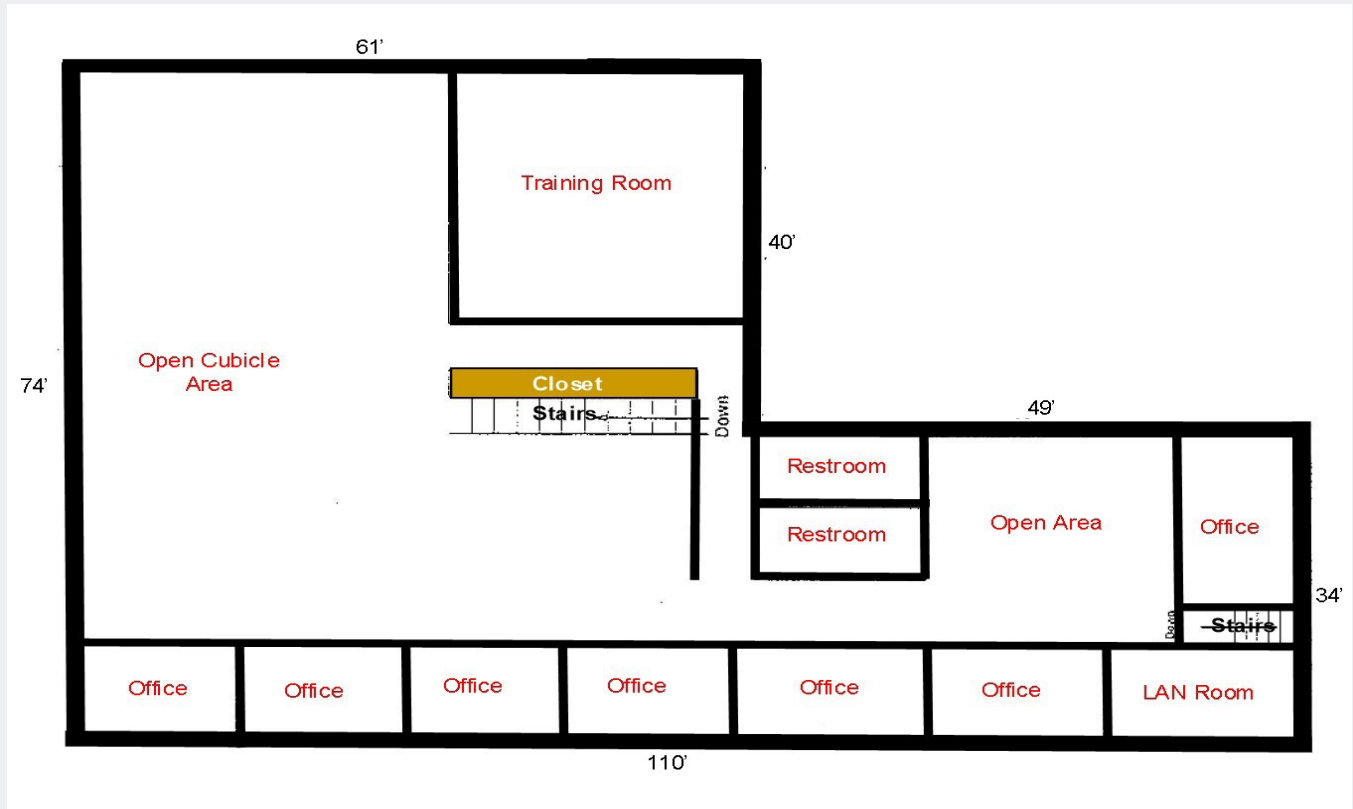 61’
Training Room
40’
Open Cubicle
Area
74’
Closet
Stairs
Down
49’
Restroom
Restroom
Open Area
Office
34’
Down
Stairs
Office
Office
Office
Office
Office
Office
LAN Room
110’